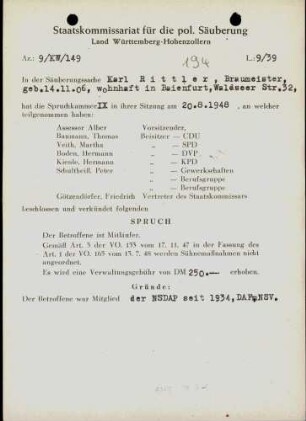 Staatskommissariat für die pol. Säuberung
Land Württemberg-Hohenzollern
Az.: 9/KW/149
194
L.: 9/39
In der Säuberungssache Karl Rittler, Braumeister,
geb.14.11.06, wohnhaft in Baienfurt, Waldseer Str.32,
hat die Spruchkammer IX in ihrer Sitzung am 20.8.1948, an welcher
teilgenommen haben:
Assessor Alber Vorsitzender,
Baumann, Thomas Beisitzer — CDU
Veith, Martha „ — SPD
Boden, Hermann „ — DVP
Kienle, Hermann „ — KPD
Schaffheiß, Peter „ — Gewerkschaften
„ — Berufsgruppe
„ — Berufsgruppe
Götzendörfer, Friedrich Vertreter des Staatskommissars
beschlossen und verkündet folgenden
SPRUCH
Der Betroffene ist Mitläufer.
Gemäß Art. 3 der VO. 133 vom 17. 11. 47 in der Fassung des
Art. 1 der VO. 165 vom 13. 7. 48 werden Sühnemaßnahmen nicht
angeordnet.
Es wird eine Verwaltungsgebühr von DM 250.— erhoben.
Gründe:
Der Betroffene war Mitglied der NSDAP seit 1934, DAF, NSV.